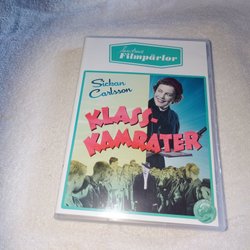 Filmpärlor
Sickan
Carlsson
KLASS-
KAMRATER